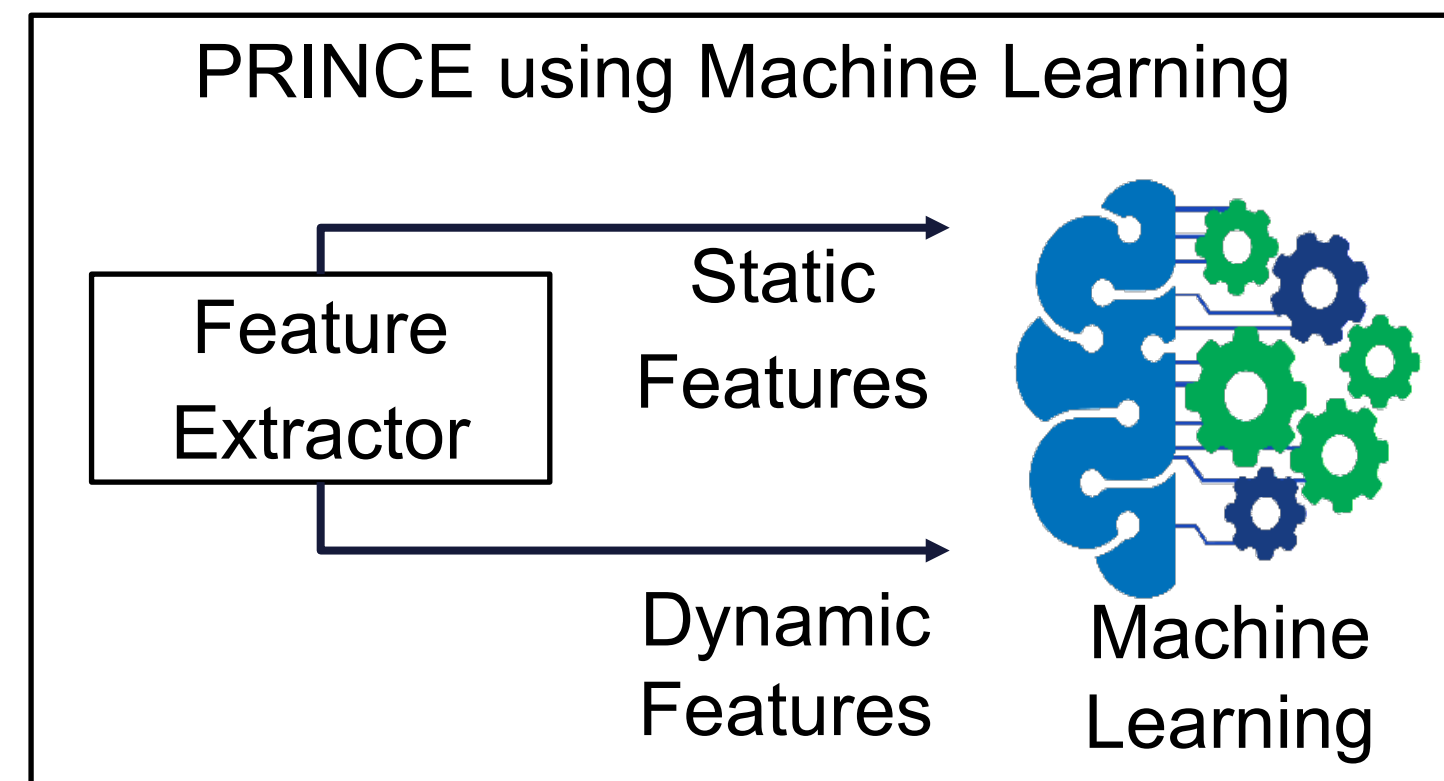 PRINCE using Machine Learning
Feature
Extractor
Static
Features
Dynamic
Features
Machine
Learning